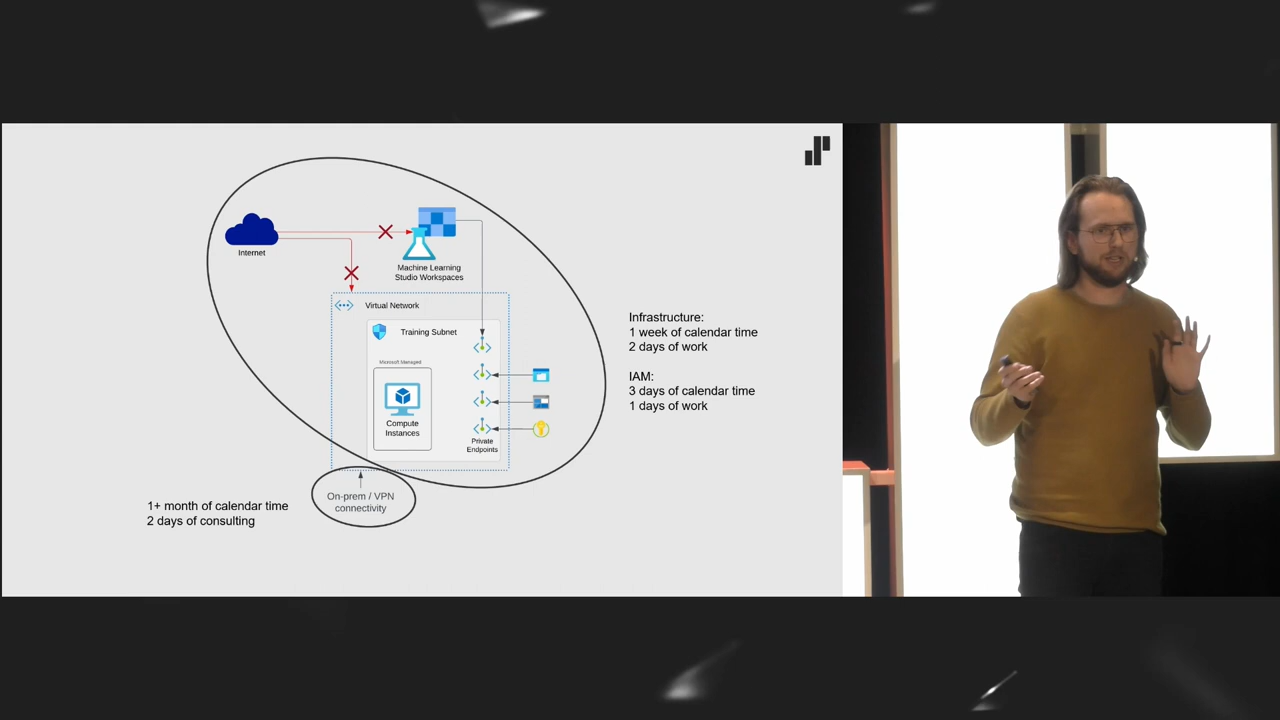 Internet
Machine Learning
Studio Workspaces
Virtual Network
Training Subnet
Microsoft Managed
Compute
Instances
Private
Endpoints
On-prem / VPN
connectivity
1+ month of calendar time
2 days of consulting
Infrastructure:
1 week of calendar time
2 days of work
IAM:
3 days of calendar time
1 days of work